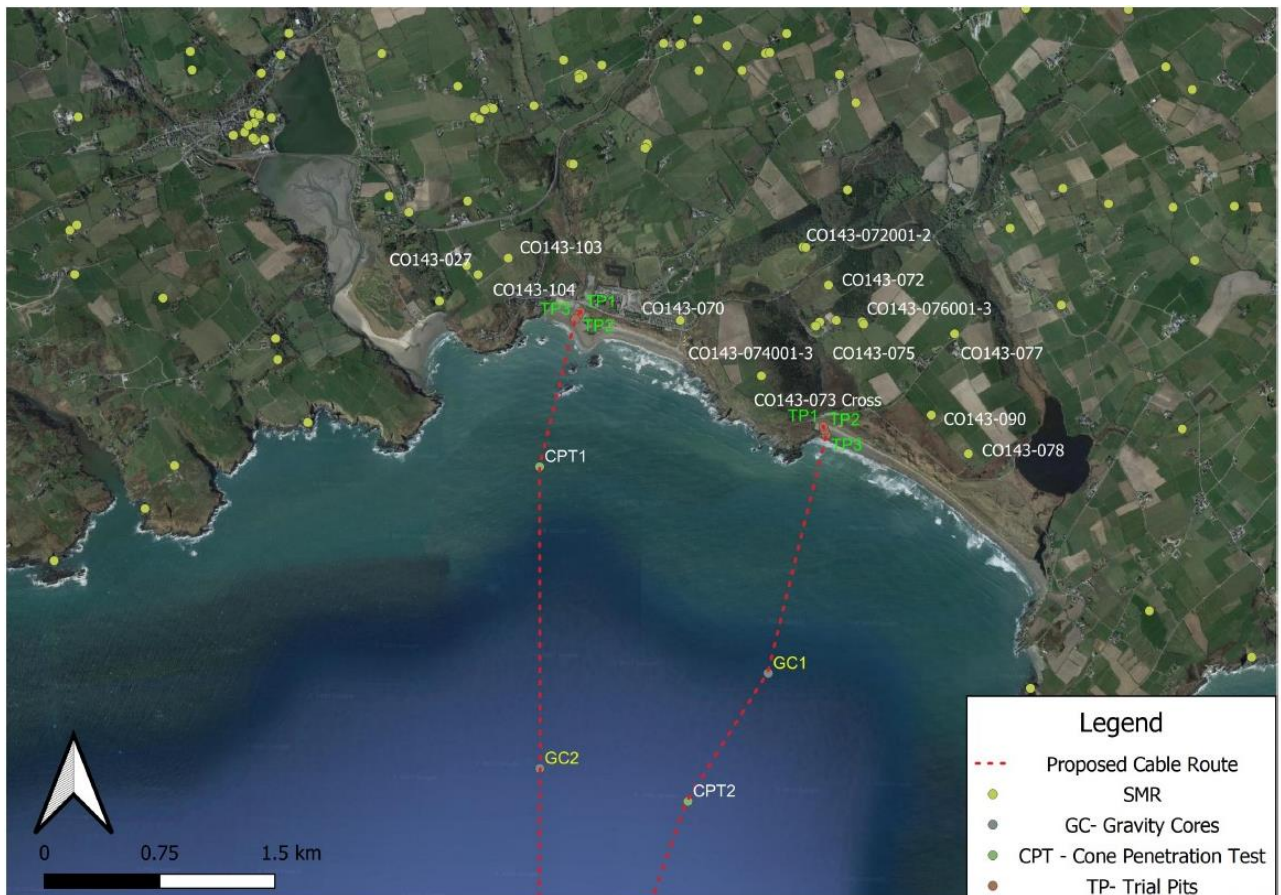 CO143-072001-2
CO143-103
CO143-027
CO143-072
CO143-104
TP1
TP3
CO143-070
CO143-076001-3
TP2
CO143-074001-3
CO143-075
CO143-077
CO143-073 Cross
TP1
TP2
CO143-090
TP3
CO143-078
CPT1
GC1
GC2
CPT2
Legend
Proposed Cable Route
SMR
GC- Gravity Cores
CPT - Cone Penetration Test
TP- Trial Pits
0 0.75 1.5 km